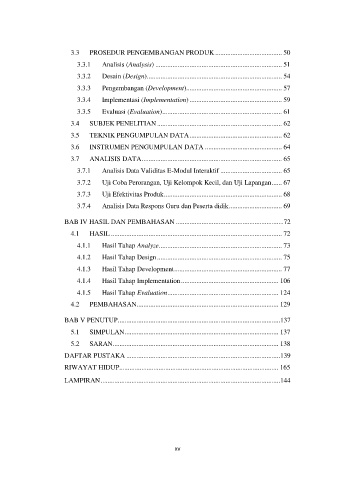 3.3 PROSEDUR PENGEMBANGAN PRODUK ........ 50
3.3.1 Analisis (Analysis) ........ 51
3.3.2 Desain (Design) ........ 54
3.3.3 Pengembangan (Development) ........ 57
3.3.4 Implementasi (Implementation) ........ 59
3.3.5 Evaluasi (Evaluation) ........ 61
3.4 SUBJEK PENELITIAN ........ 62
3.5 TEKNIK PENGUMPULAN DATA ........ 62
3.6 INSTRUMEN PENGUMPULAN DATA ........ 64
3.7 ANALISIS DATA ........ 65
3.7.1 Analisis Data Validitas E-Modul Interaktif ........ 65
3.7.2 Uji Coba Perorangan, Uji Kelompok Kecil, dan Uji Lapangan ...... 67
3.7.3 Uji Efektivitas Produk ........ 68
3.7.4 Analisis Data Respons Guru dan Peserta didik ........ 69
BAB IV HASIL DAN PEMBAHASAN ........ 72
4.1 HASIL ........ 72
4.1.1 Hasil Tahap Analyze ........ 73
4.1.2 Hasil Tahap Design ........ 75
4.1.3 Hasil Tahap Development ........ 77
4.1.4 Hasil Tahap Implementation ........ 106
4.1.5 Hasil Tahap Evaluation ........ 124
4.2 PEMBAHASAN ........ 129
BAB V PENUTUP ........ 137
5.1 SIMPULAN ........ 137
5.2 SARAN ........ 138
DAFTAR PUSTAKA ........ 139
RIWAYAT HIDUP ........ 165
LAMPIRAN ........ 144